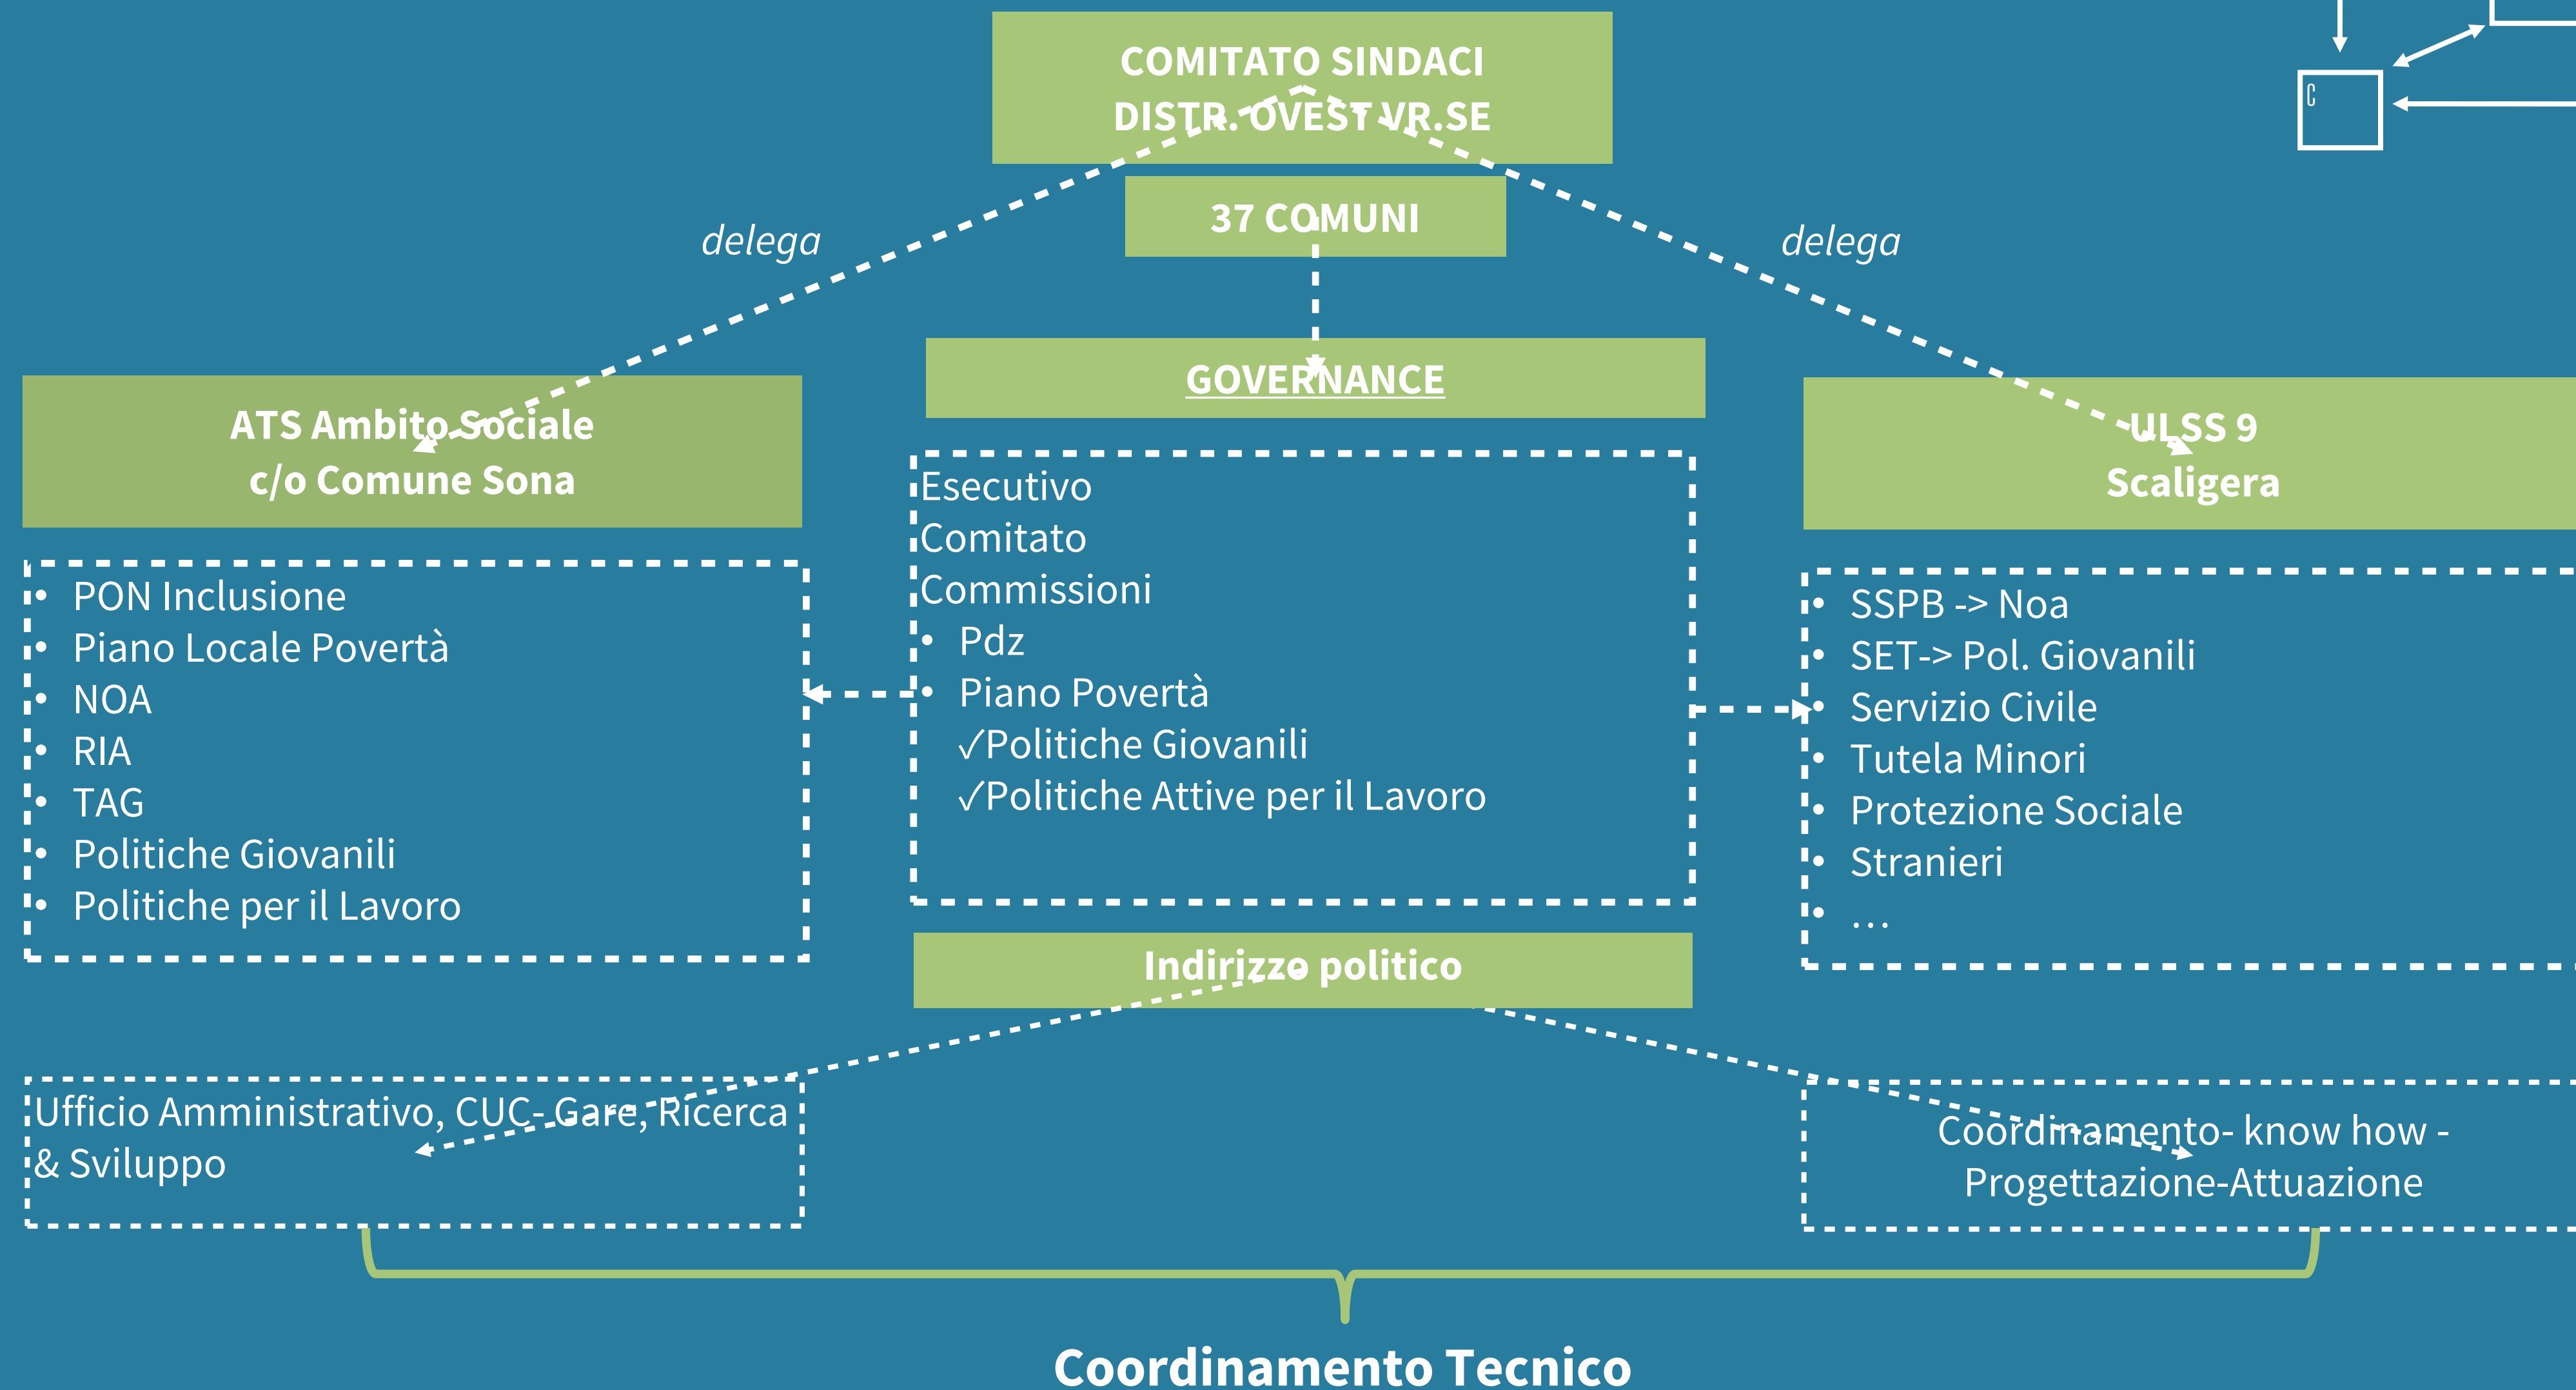 COMITATO SINDACI
DISTR. OVEST VR.SE
C
37 COMUNI
delega
delega
GOVERNANCE
ATS Ambito Sociale
c/o Comune Sona
ULSS 9
Scaligera
• PON Inclusione
• Piano Locale Povertà
• NOA
• RIA
• TAG
• Politiche Giovanili
• Politiche per il Lavoro
Esecutivo
Comitato
Commissioni
• Pdz
• Piano Povertà
✓Politiche Giovanili
✓Politiche Attive per il Lavoro
• SSPB -> Noa
• SET-> Pol. Giovanili
• Servizio Civile
• Tutela Minori
• Protezione Sociale
• Stranieri
• …
Indirizzo politico
Ufficio Amministrativo, CUC- Gare, Ricerca
& Sviluppo
Coordinamento- know how -
Progettazione-Attuazione
Coordinamento Tecnico